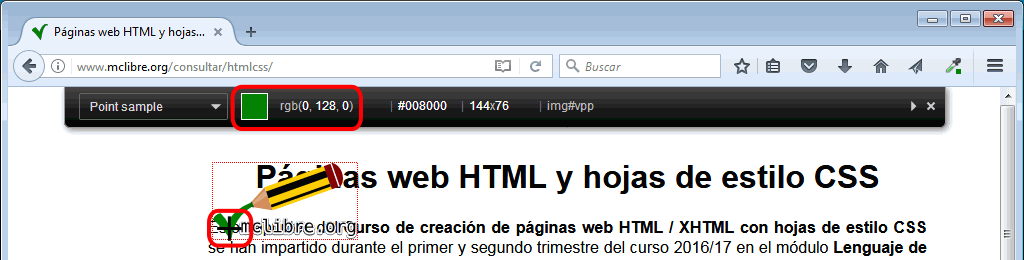 Páginas web HTML y hojas...
www.mclibre.org/consultar/htmlcss/
Buscar
Point sample rgb(0, 128, 0) | #008000 | 144x76 | img#vpp
Páginas web HTML y hojas de estilo CSS
mclibre.org
curso de creación de páginas web HTML / XHTML con hojas de estilo CSS
se han impartido durante el primer y segundo trimestre del curso 2016/17 en el módulo Lenguaje de